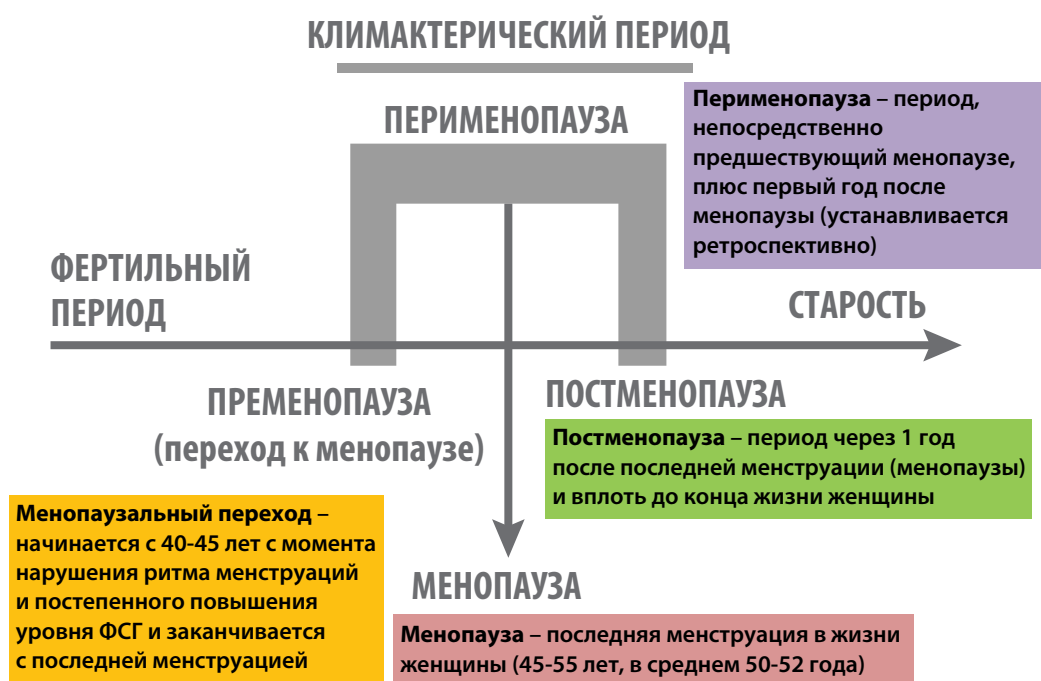 КЛИМАКТЕРИЧЕСКИЙ ПЕРИОД
ПЕРИМЕНОПАУЗА
Перименопауза – период,
непосредственно
предшествующий менопаузе,
плюс первый год после
менопаузы (устанавливается
ретроспективно)
ФЕРТИЛЬНЫЙ
ПЕРИОД
СТАРОСТЬ
ПРЕМЕНОПАУЗА
(переход к менопаузе)
ПОСТМЕНОПАУЗА
Постменопауза – период через 1 год
после последней менструации (менопаузы)
и вплоть до конца жизни женщины
Менопаузальный переход –
начинается с 40-45 лет с момента
нарушения ритма менструаций
и постепенного повышения
уровня ФСГ и заканчивается
с последней менструацией
МЕНОПАУЗА
Менопауза – последняя менструация в жизни
женщины (45-55 лет, в среднем 50-52 года)